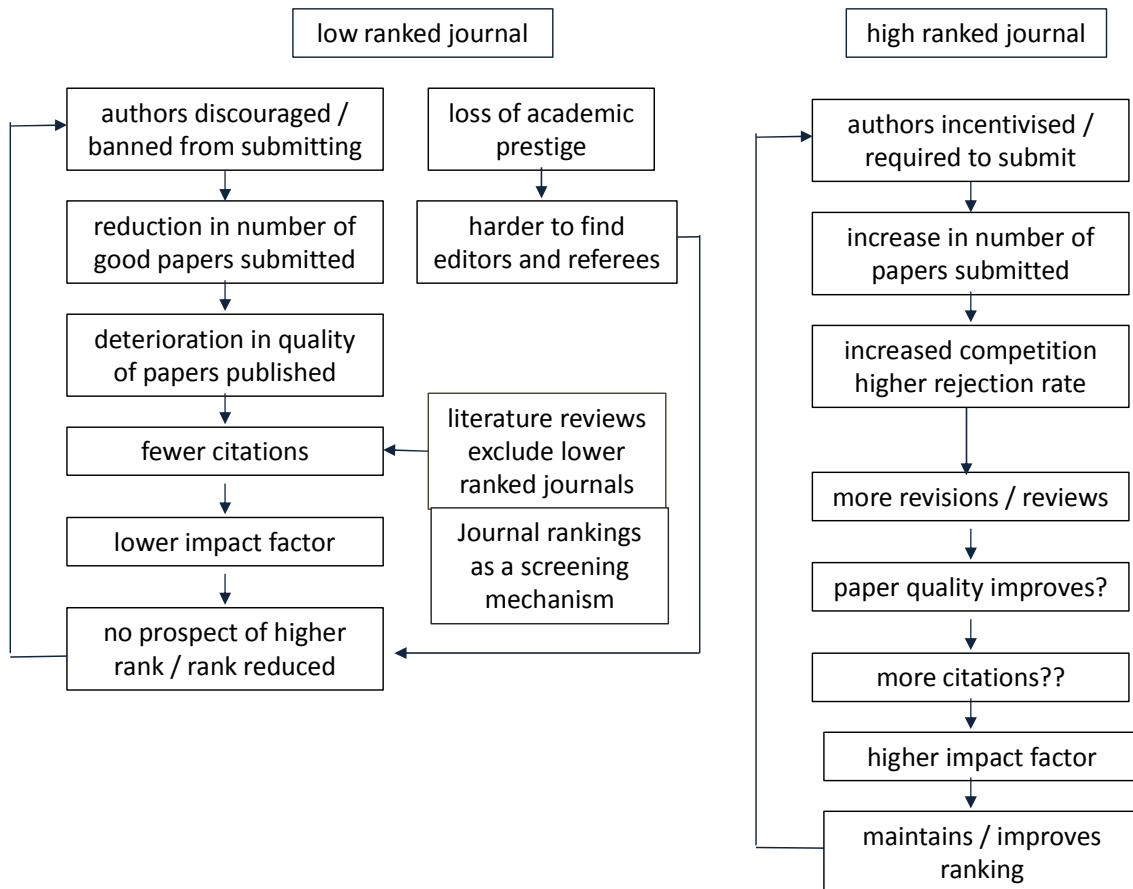 low ranked journal
high ranked journal
authors discouraged /
banned from submitting
loss of academic
prestige
reduction in number of
good papers submitted
harder to find
editors and referees
deterioration in quality
of papers published
fewer citations
literature reviews
exclude lower
ranked journals
lower impact factor
Journal rankings
as a screening
mechanism
no prospect of higher
rank / rank reduced
authors incentivised /
required to submit
increase in number of
papers submitted
increased competition
higher rejection rate
more revisions / reviews
paper quality improves?
more citations??
higher impact factor
maintains / improves
ranking